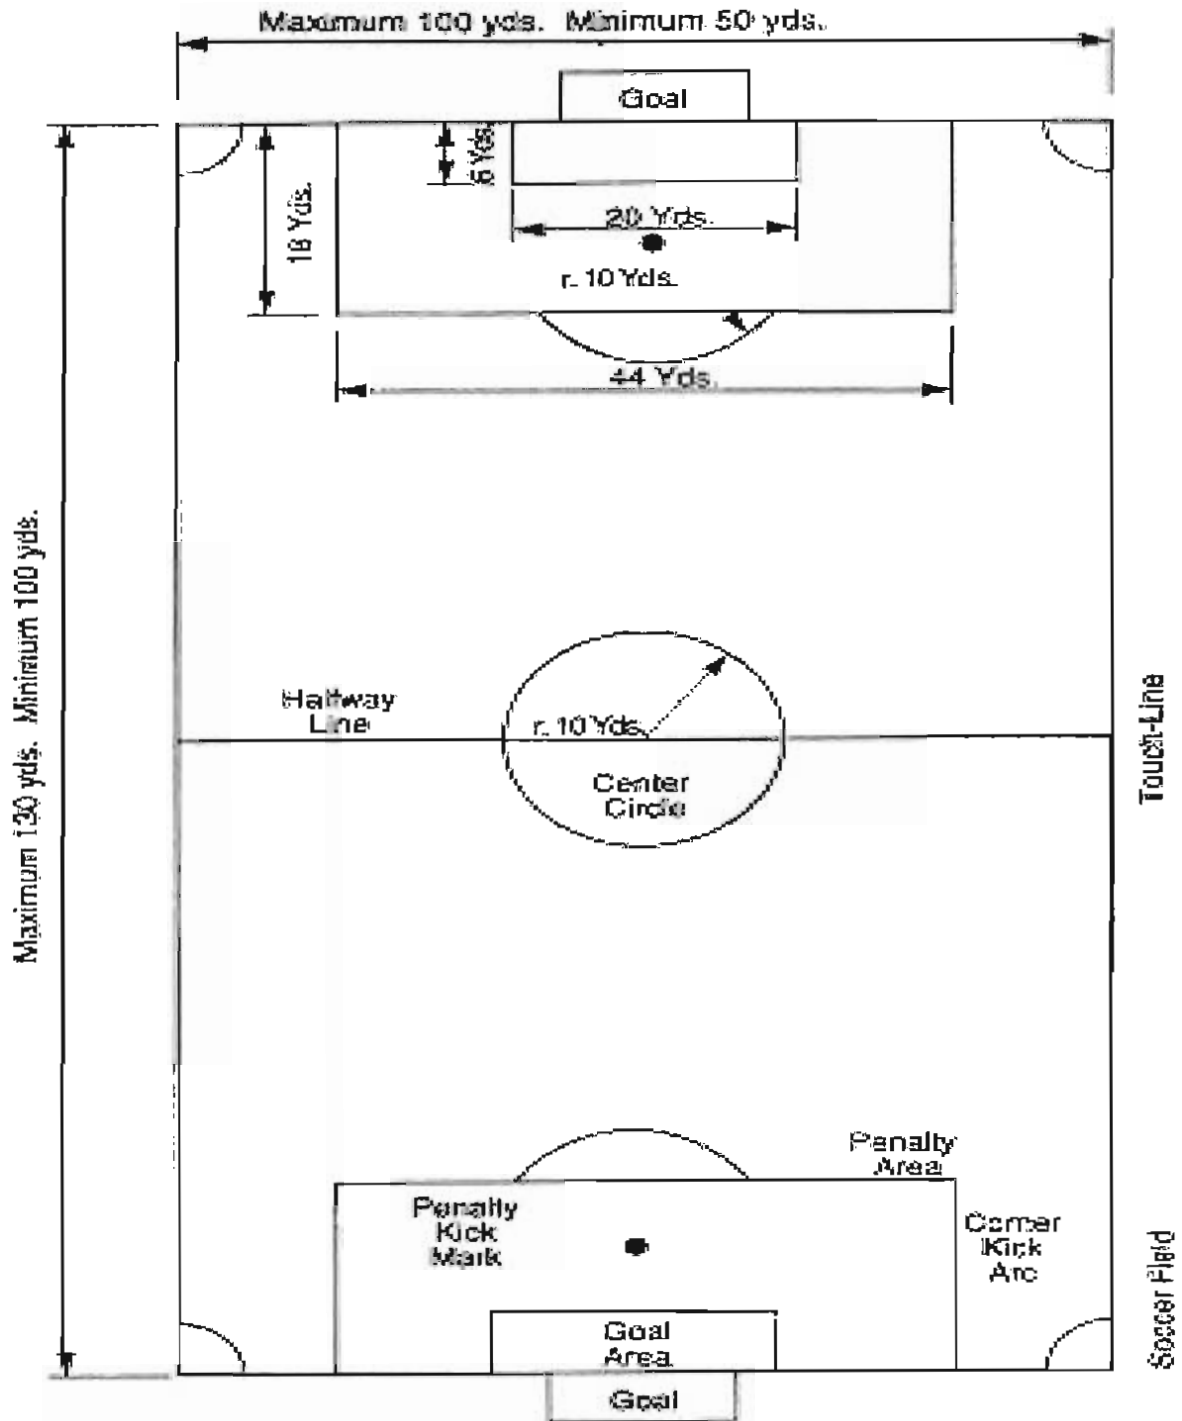 Maximum 100 yds. Minimum 50 yds.
Goal
6 Yds.
18 Yds.
20 Yds.
r. 10 Yds.
44 Yds.
Maximum 130 yds. Minimum 100 yds.
Halfway
Line
r. 10 Yds.
Center
Circle
Touch-Line
Penalty
Area
Penalty
Kick
Mark
Corner
Kick
Arc
Goal
Area
Goal
Soccer Field